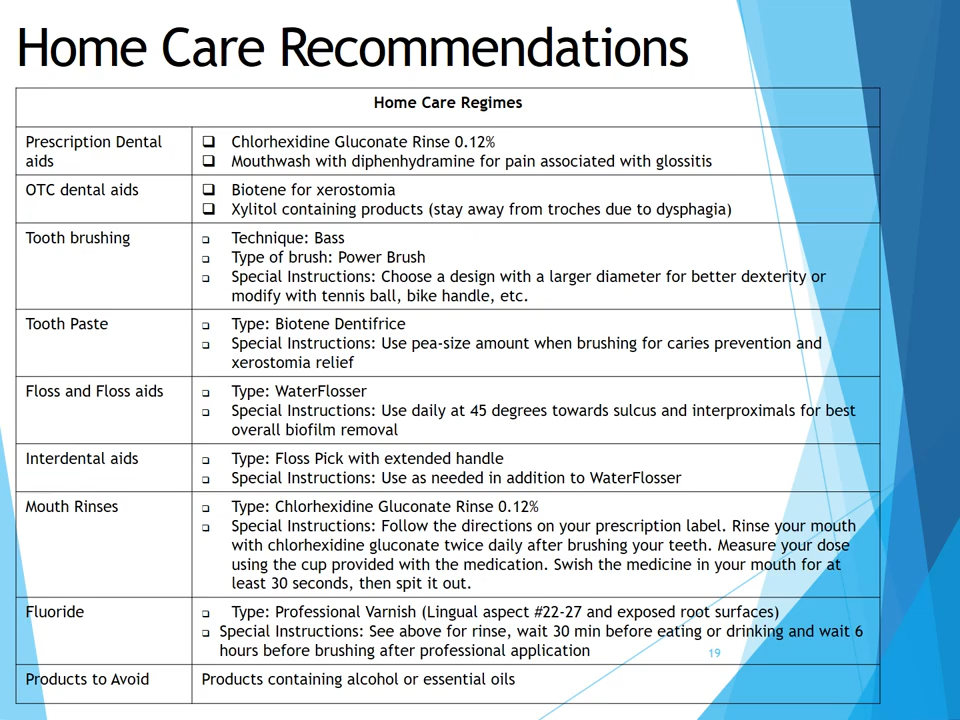 Home Care Recommendations
Home Care Regimes
Prescription Dental
aids
Chlorhexidine Gluconate Rinse 0.12%
Mouthwash with diphenhydramine for pain associated with glossitis
OTC dental aids
Biotene for xerostomia
Xylitol containing products (stay away from troches due to dysphagia)
Tooth brushing
Technique: Bass
Type of brush: Power Brush
Special Instructions: Choose a design with a larger diameter for better dexterity or
modify with tennis ball, bike handle, etc.
Tooth Paste
Type: Biotene Dentifrice
Special Instructions: Use pea-size amount when brushing for caries prevention and
xerostomia relief
Floss and Floss aids
Type: WaterFlosser
Special Instructions: Use daily at 45 degrees towards sulcus and interproximals for best
overall biofilm removal
Interdental aids
Type: Floss Pick with extended handle
Special Instructions: Use as needed in addition to WaterFlosser
Mouth Rinses
Type: Chlorhexidine Gluconate Rinse 0.12%
Special Instructions: Follow the directions on your prescription label. Rinse your mouth
with chlorhexidine gluconate twice daily after brushing your teeth. Measure your dose
using the cup provided with the medication. Swish the medicine in your mouth for at
least 30 seconds, then spit it out.
Fluoride
Type: Professional Varnish (Lingual aspect #22-27 and exposed root surfaces)
Special Instructions: See above for rinse, wait 30 min before eating or drinking and wait 6
hours before brushing after professional application
19
Products to Avoid
Products containing alcohol or essential oils